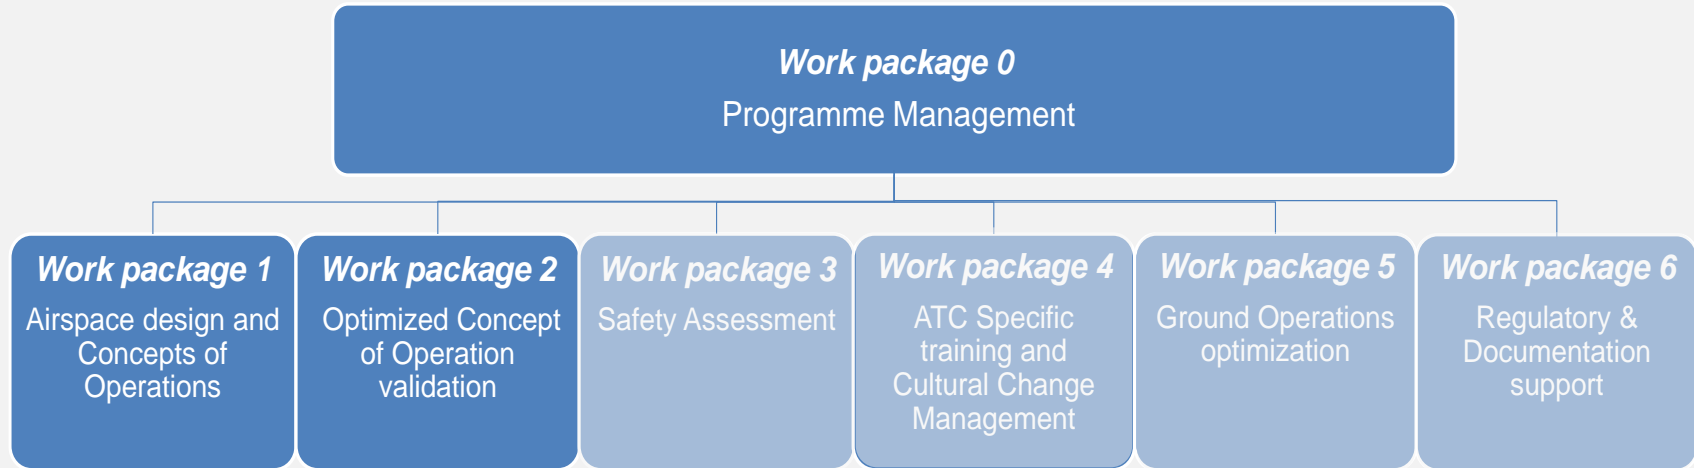 Work package 0
Programme Management
Work package 1
Airspace design and
Concepts of
Operations
Work package 2
Optimized Concept
of Operation
validation
Work package 3
Safety Assessment
Work package 4
ATC Specific
training and
Cultural Change
Management
Work package 5
Ground Operations
optimization
Work package 6
Regulatory &
Documentation
support